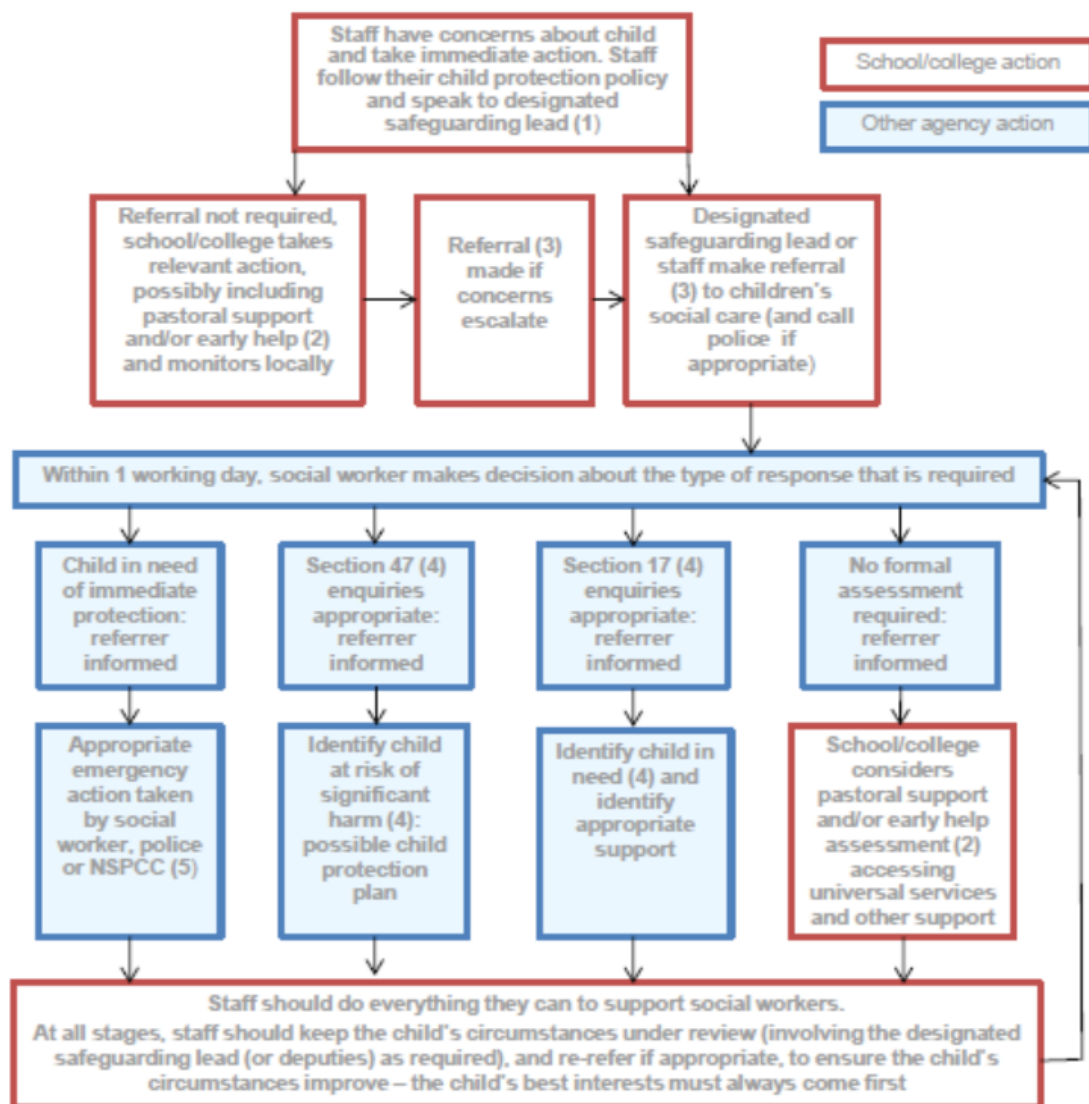 Staff have concerns about child
and take immediate action. Staff
follow their child protection policy
and speak to designated
safeguarding lead (1)
School/college action
Other agency action
Referral not required,
school/college takes
relevant action,
possibly including
pastoral support
and/or early help (2)
and monitors locally
Referral (3)
made if
concerns
escalate
Designated
safeguarding lead or
staff make referral
(3) to children's
social care (and call
police if
appropriate)
Within 1 working day, social worker makes decision about the type of response that is required
Child in need
of immediate
protection:
referrer
informed
Section 47 (4)
enquiries
appropriate:
referrer
informed
Section 17 (4)
enquiries
appropriate:
referrer
informed
No formal
assessment
required:
referrer
informed
Appropriate
emergency
action taken
by social
worker, police
or NSPCC (5)
Identify child
at risk of
significant
harm (4):
possible child
protection
plan
Identify child in
need (4) and
identify
appropriate
support
School/college
considers
pastoral support
and/or early help
assessment (2)
accessing
universal services
and other support
Staff should do everything they can to support social workers.
At all stages, staff should keep the child's circumstances under review (involving the designated
safeguarding lead (or deputies) as required), and re-refer if appropriate, to ensure the child's
circumstances improve – the child's best interests must always come first